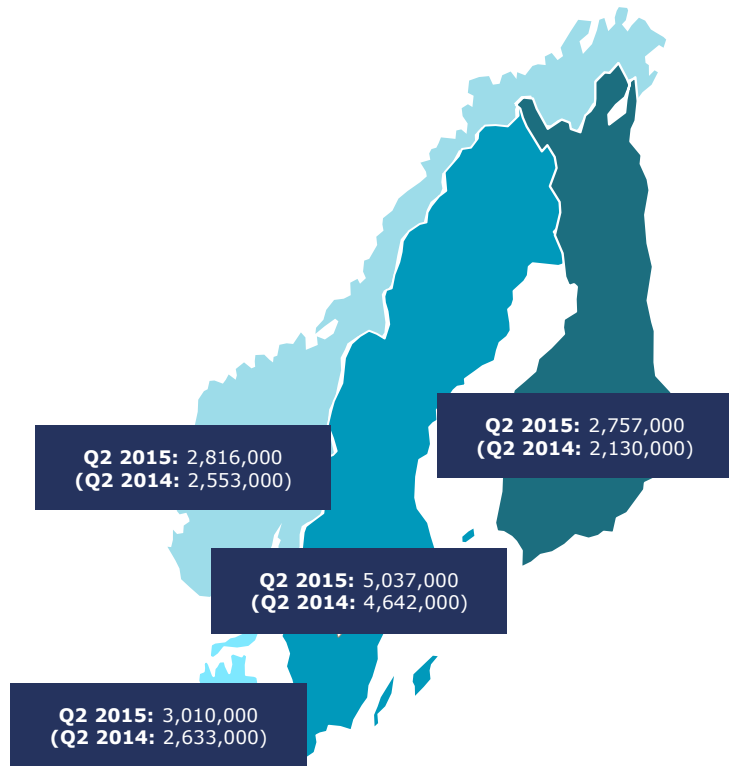 Q2 2015: 2,757,000
(Q2 2014: 2,130,000)
Q2 2015: 2,816,000
(Q2 2014: 2,553,000)
Q2 2015: 5,037,000
(Q2 2014: 4,642,000)
Q2 2015: 3,010,000
(Q2 2014: 2,633,000)